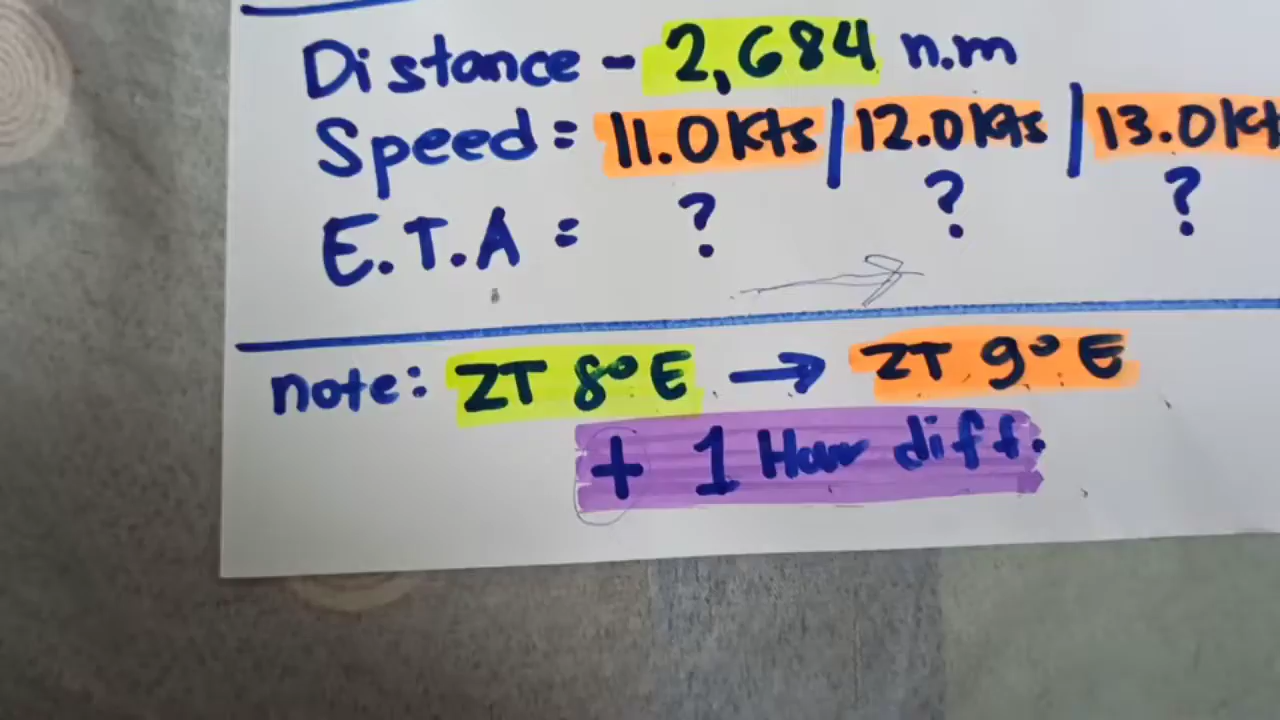 Distance - 2,684 n.m
Speed = 11.0 Kts / 12.0 Kts / 13.0 Kt
E.T.A = ? ? ?
note: ZT 8° E → ZT 9° E
+ 1 Hour diff.